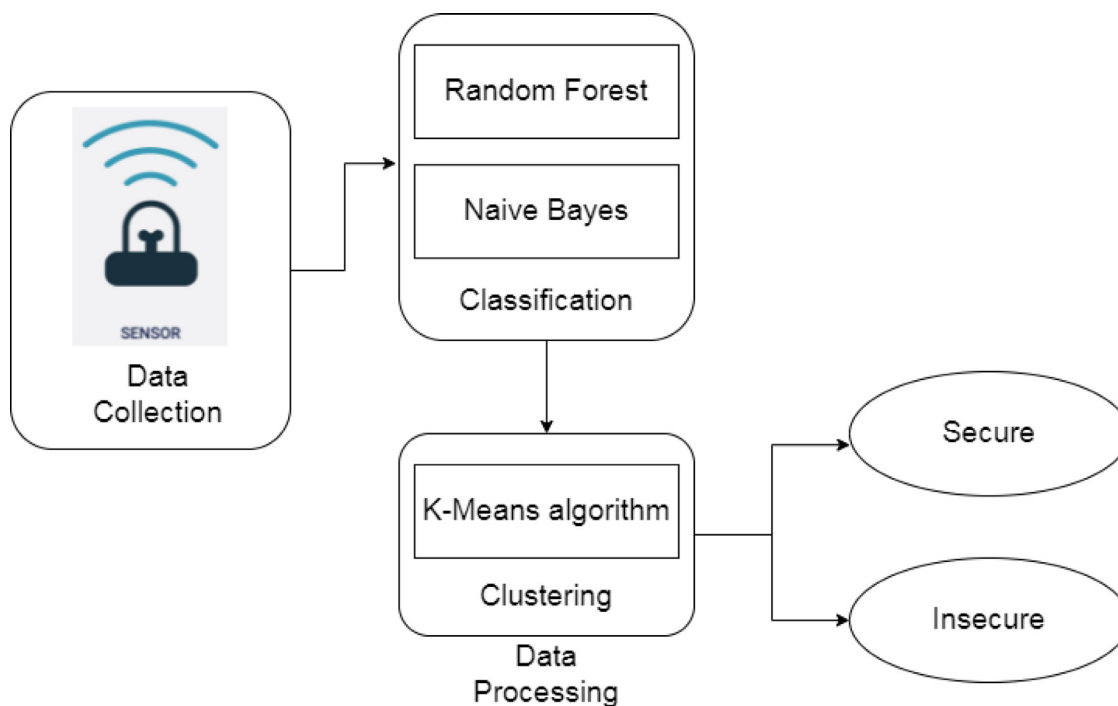 SENSOR
Data
Collection
Random Forest
Naive Bayes
Classification
K-Means algorithm
Clustering
Data
Processing
Secure
Insecure